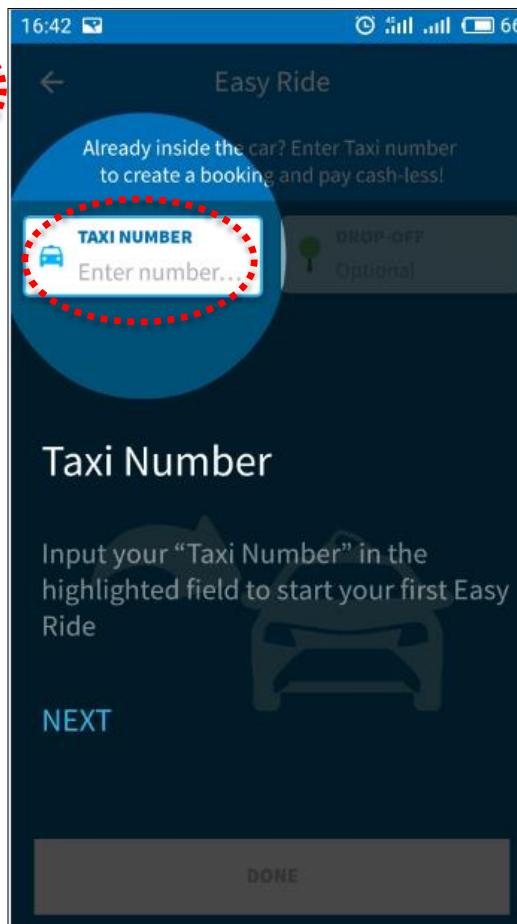 16:42 66
Easy Ride
Already inside the car? Enter Taxi number
to create a booking and pay cash-less!
TAXI NUMBER
Enter number...
DROP-OFF
Optional
Taxi Number
Input your “Taxi Number” in the
highlighted field to start your first Easy
Ride
NEXT
DONE